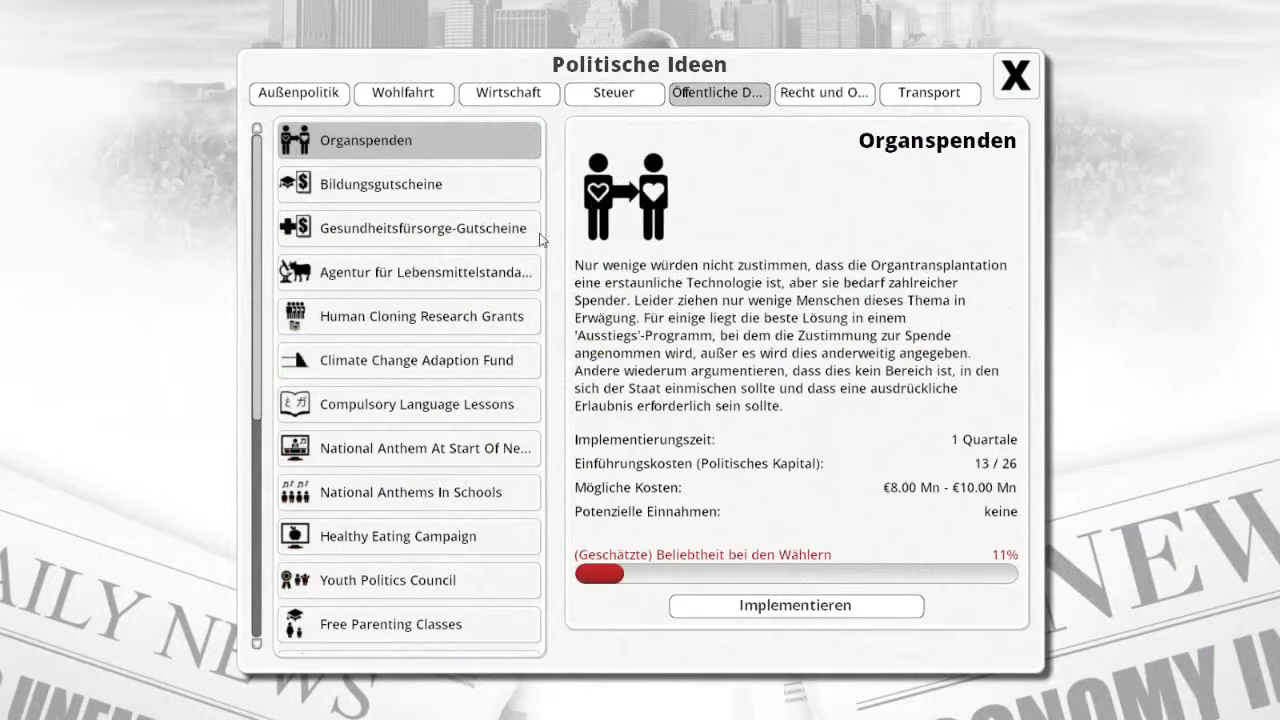 Politische Ideen
X
Außenpolitik
Wohlfahrt
Wirtschaft
Steuer
Öffentliche D...
Recht und O...
Transport
Organspenden
Bildungsgutscheine
Gesundheitsfürsorge-Gutscheine
Agentur für Lebensmittelstanda...
Human Cloning Research Grants
Climate Change Adaption Fund
Compulsory Language Lessons
National Anthem At Start Of Ne...
National Anthems In Schools
Healthy Eating Campaign
Youth Politics Council
Free Parenting Classes
Organspenden
Nur wenige würden nicht zustimmen, dass die Organtransplantation
eine erstaunliche Technologie ist, aber sie bedarf zahlreicher
Spender. Leider ziehen nur wenige Menschen dieses Thema in
Erwägung. Für einige liegt die beste Lösung in einem
'Ausstiegs'-Programm, bei dem die Zustimmung zur Spende
angenommen wird, außer es wird dies anderweitig angegeben.
Andere wiederum argumentieren, dass dies kein Bereich ist, in den
sich der Staat einmischen sollte und dass eine ausdrückliche
Erlaubnis erforderlich sein sollte.
Implementierungszeit: 1 Quartale
Einführungskosten (Politisches Kapital): 13 / 26
Mögliche Kosten: €8.00 Mn - €10.00 Mn
Potenzielle Einnahmen: keine
(Geschätzte) Beliebtheit bei den Wählern 11%
Implementieren
AILY NEWS
NEW
ONOMY IN